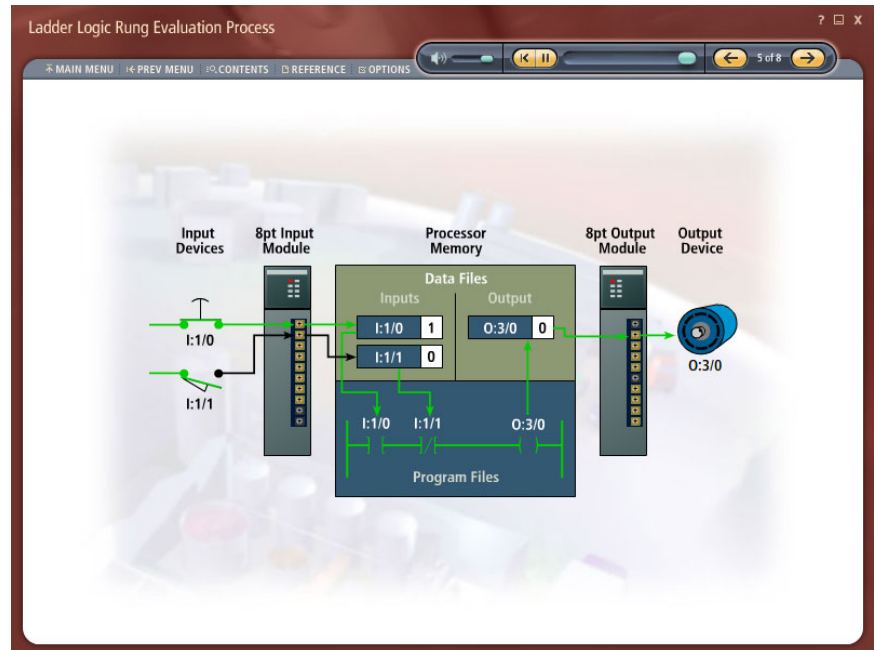 Ladder Logic Rung Evaluation Process
? X
MAIN MENU PREV MENU CONTENTS REFERENCE OPTIONS
5 of 8
Input Devices
8pt Input Module
Processor Memory
8pt Output Module
Output Device
Data Files
Inputs Output
I:1/0 1
O:3/0 0
I:1/1 0
I:1/0
I:1/1
O:3/0
I:1/0 I:1/1 O:3/0
Program Files